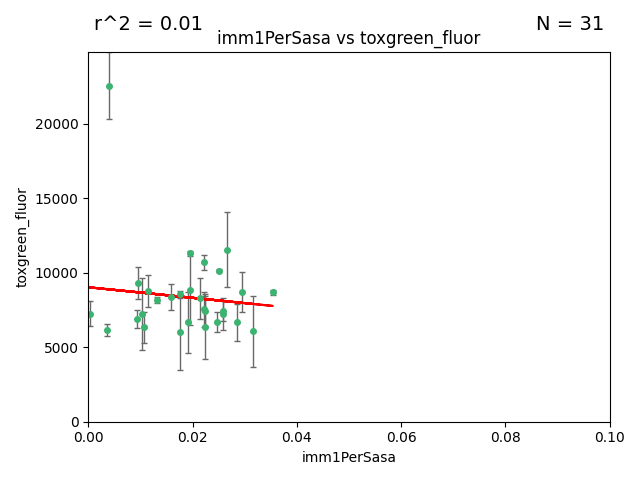 r^2 = 0.01
N = 31
imm1PerSasa vs toxgreen_fluor
20000
15000
10000
5000
0
toxgreen_fluor
0.00 0.02 0.04 0.06 0.08 0.10
imm1PerSasa